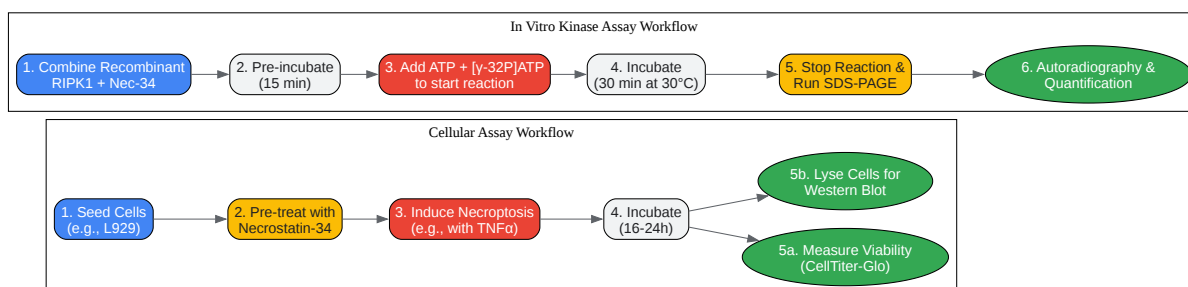 In Vitro Kinase Assay Workflow
1. Combine Recombinant
RIPK1 + Nec-34
2. Pre-incubate
(15 min)
3. Add ATP + [γ-32P]ATP
to start reaction
4. Incubate
(30 min at 30°C)
5. Stop Reaction &
Run SDS-PAGE
6. Autoradiography &
Quantification
Cellular Assay Workflow
1. Seed Cells
(e.g., L929)
2. Pre-treat with
Necrostatin-34
3. Induce Necroptosis
(e.g., with TNFα)
4. Incubate
(16-24h)
5b. Lyse Cells for
Western Blot
5a. Measure Viability
(CellTiter-Glo)